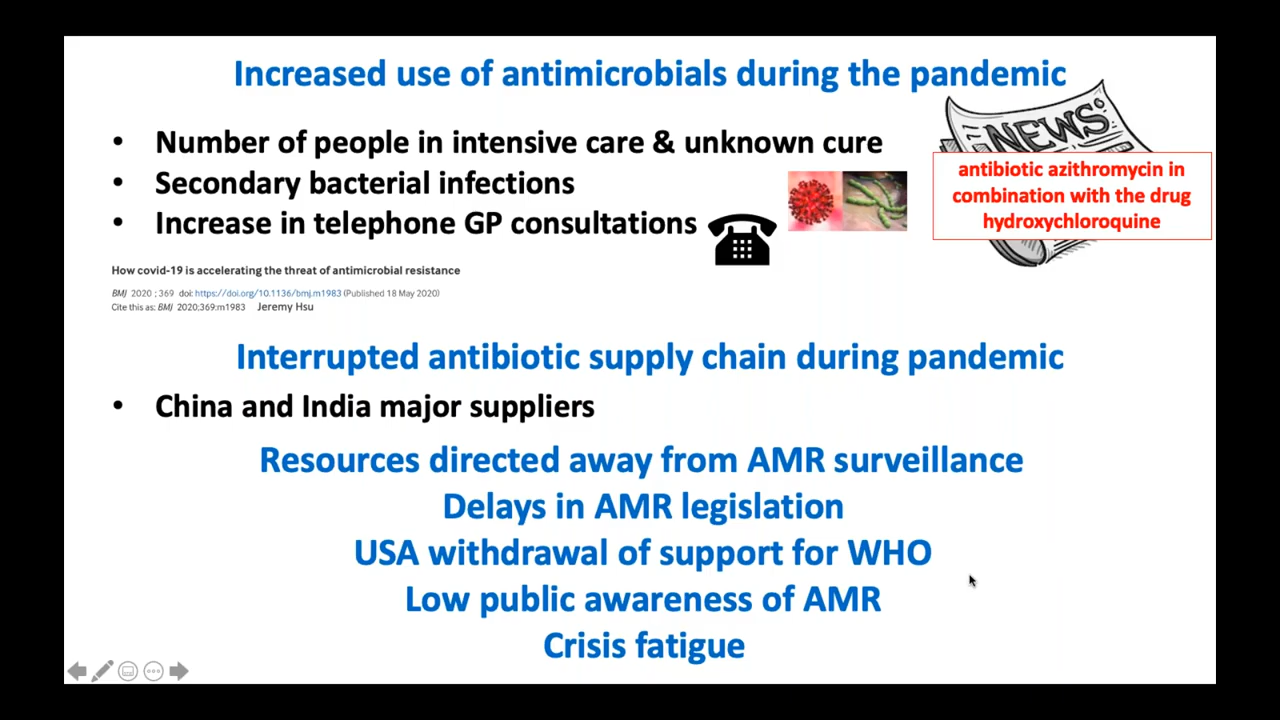 Increased use of antimicrobials during the pandemic
• Number of people in intensive care & unknown cure
• Secondary bacterial infections
• Increase in telephone GP consultations
NEWS
antibiotic azithromycin in
combination with the drug
hydroxychloroquine
How covid-19 is accelerating the threat of antimicrobial resistance
BMJ 2020 ; 369 doi: https://doi.org/10.1136/bmj.m1983 (Published 18 May 2020)
Cite this as: BMJ 2020;369:m1983 Jeremy Hsu
Interrupted antibiotic supply chain during pandemic
• China and India major suppliers
Resources directed away from AMR surveillance
Delays in AMR legislation
USA withdrawal of support for WHO
Low public awareness of AMR
Crisis fatigue